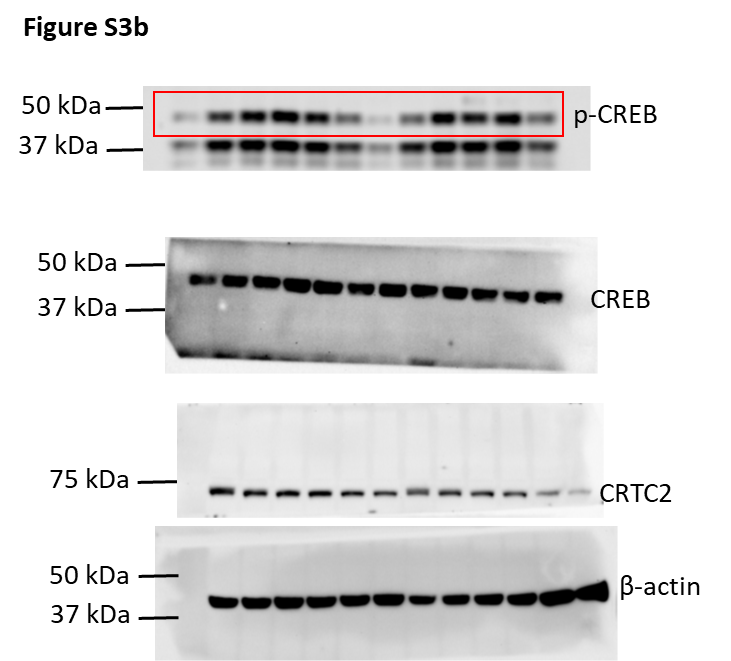 Figure S3b
50 kDa
p-CREB
37 kDa
50 kDa
CREB
37 kDa
75 kDa
CRTC2
50 kDa
β-actin
37 kDa